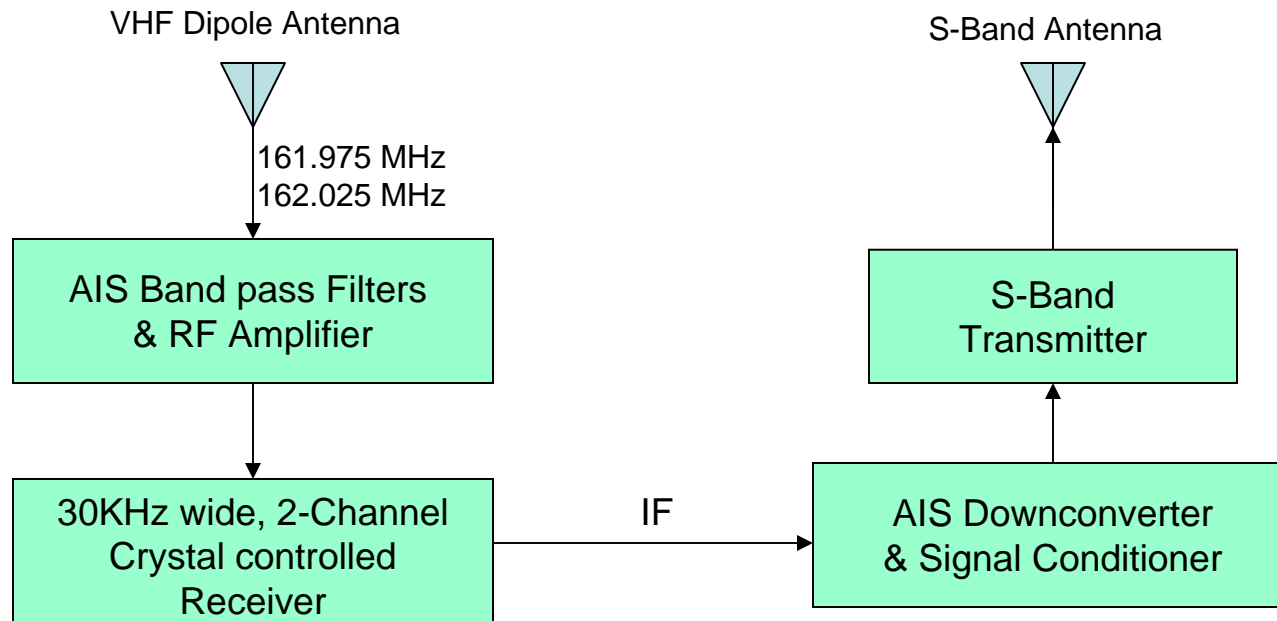 VHF Dipole Antenna
161.975 MHz
162.025 MHz
AIS Band pass Filters
& RF Amplifier
30KHz wide, 2-Channel
Crystal controlled
Receiver
IF
AIS Downconverter
& Signal Conditioner
S-Band
Transmitter
S-Band Antenna